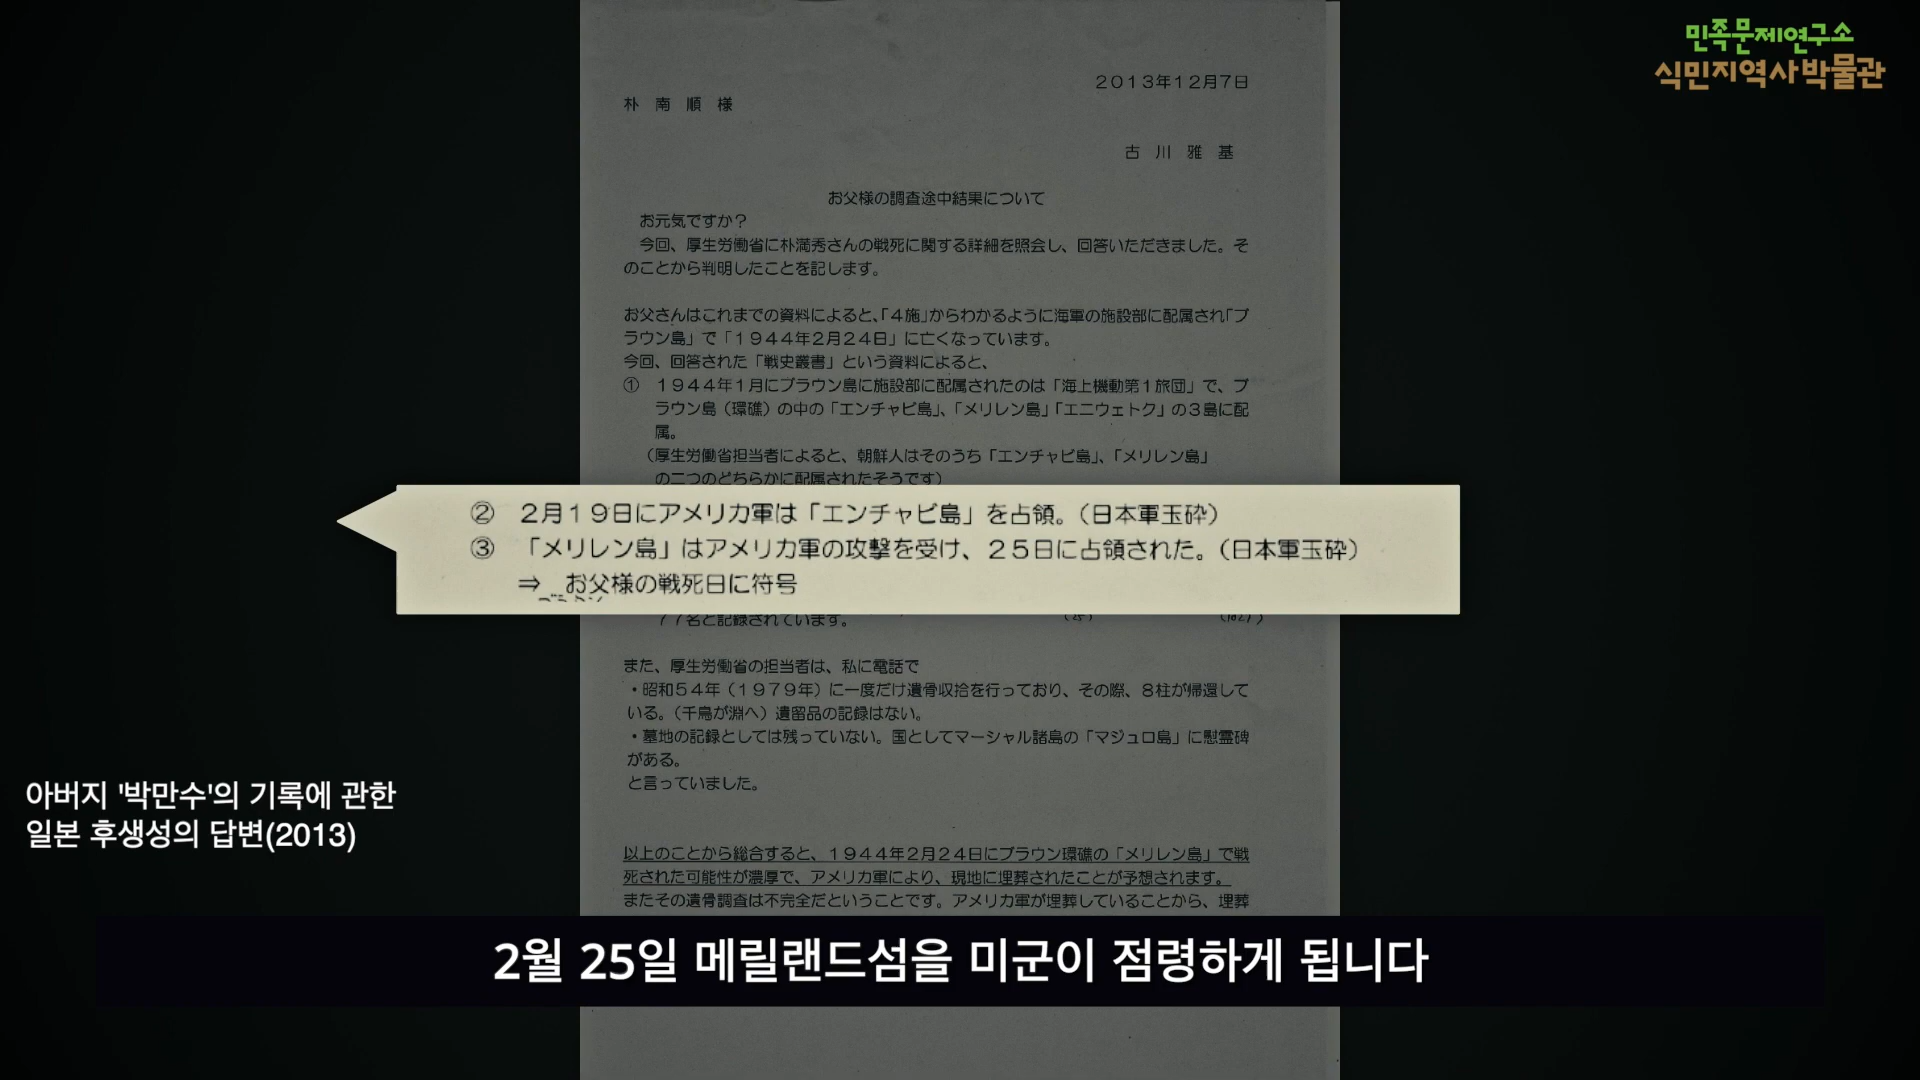 民족문제연구소
식민지역사박물관
2013年12月7日
朴 南 順 様
古 川 雅 基
お父様の調査途中結果について
お元気ですか？
今回、厚生労働省に朴満秀さんの戦死に関する詳細を照会し、回答いただきました。そ
のことから判明したことを記します。
お父さんはこれまでの資料によると、「4施」からわかるように海軍の施設部に配属され「ブ
ラウン島」で「1944年2月24日」に亡くなっています。
今回、回答された「戦史叢書」という資料によると、
① 1944年1月にブラウン島に施設部に配属されたのは「海上機動第1旅団」で、ブ
ラウン島（環礁）の中の「エンチャビ島」、「メリレン島」「エニウェトク」の3島に配
属。
（厚生労働省担当者によると、朝鮮人はそのうち「エンチャビ島」、「メリレン島」
の二つのどちらかに配属されたそうです）
② 2月19日にアメリカ軍は「エンチャビ島」を占領。（日本軍玉砕）
③ 「メリレン島」はアメリカ軍の攻撃を受け、25日に占領された。（日本軍玉砕）
⇒ お父様の戦死日に符号
77名と記録されています。
また、厚生労働省の担当者は、私に電話で
・昭和54年（1979年）に一度だけ遺骨収拾を行っており、その際、8柱が帰還して
いる。（千鳥が淵へ）遺留品の記録はない。
・墓地の記録としては残っていない。国としてマーシャル諸島の「マジュロ島」に慰霊碑
がある。
と言っていました。
아버지 '박만수'의 기록에 관한
일본 후생성의 답변(2013)
以上のことから総合すると、1944年2月24日にブラウン環礁の「メリレン島」で戦
死された可能性が濃厚で、アメリカ軍により、現地に埋葬されたことが予想されます。
またその遺骨調査は不完全だということです。アメリカ軍が埋葬していることから、埋葬
2월 25일 메릴랜드섬을 미군이 점령하게 됩니다